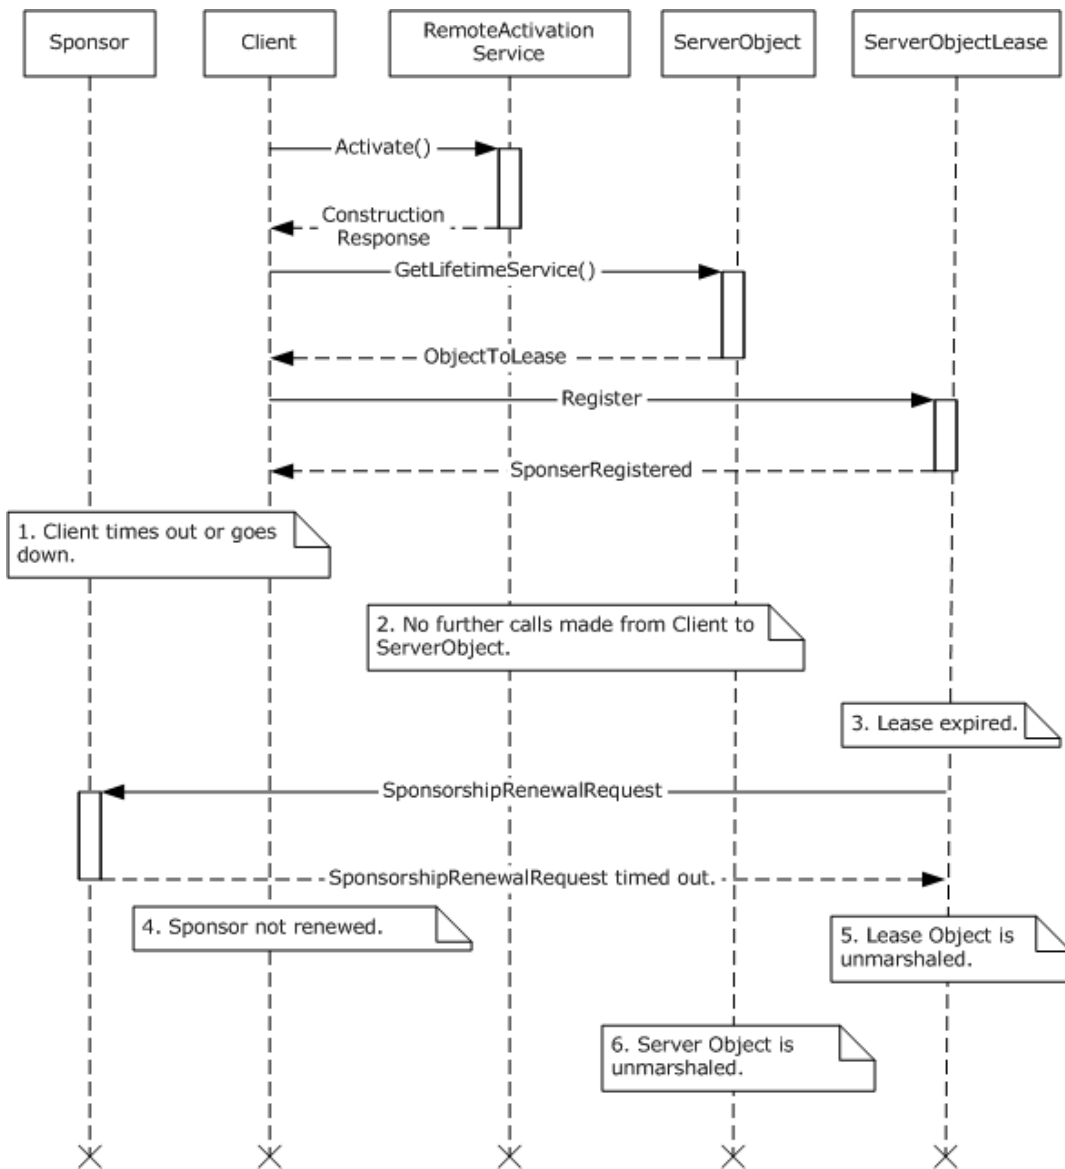 Sponsor
Client
RemoteActivation
Service
ServerObject
ServerObjectLease
Activate()
Construction
Response
GetLifetimeService()
ObjectToLease
Register
SponserRegistered
1. Client times out or goes
down.
2. No further calls made from Client to
ServerObject.
3. Lease expired.
SponsorshipRenewalRequest
SponsorshipRenewalRequest timed out.
4. Sponsor not renewed.
5. Lease Object is
unmarshaled.
6. Server Object is
unmarshaled.